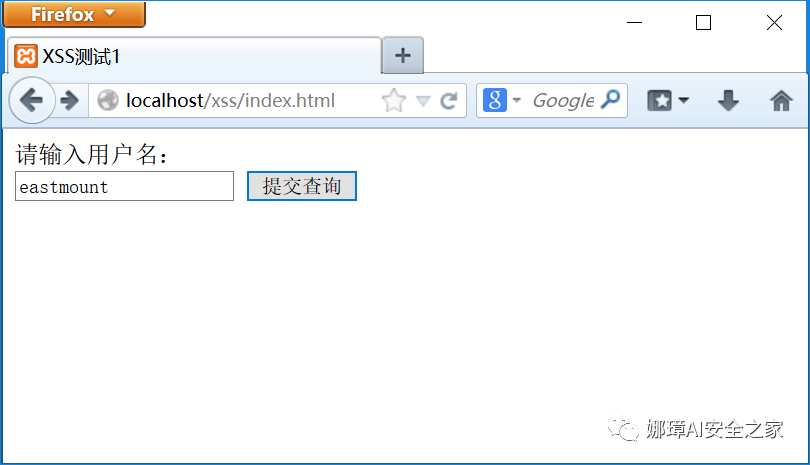 Firefox
XSS测试1
localhost/xss/index.html
Google
请输入用户名：
eastmount
提交查询
娜璋AI安全之家